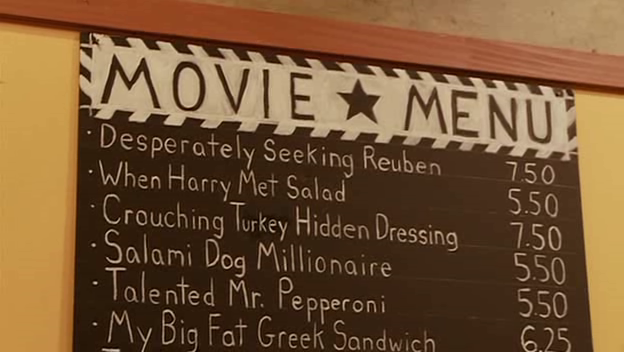 MOVIE ★ MENU
· Desperately Seeking Reuben 7.50
· When Harry Met Salad 5.50
· Crouching Turkey Hidden Dressing 7.50
· Salami Dog Millionaire 5.50
· Talented Mr. Pepperoni 5.50
· My Big Fat Greek Sandwich 6.25